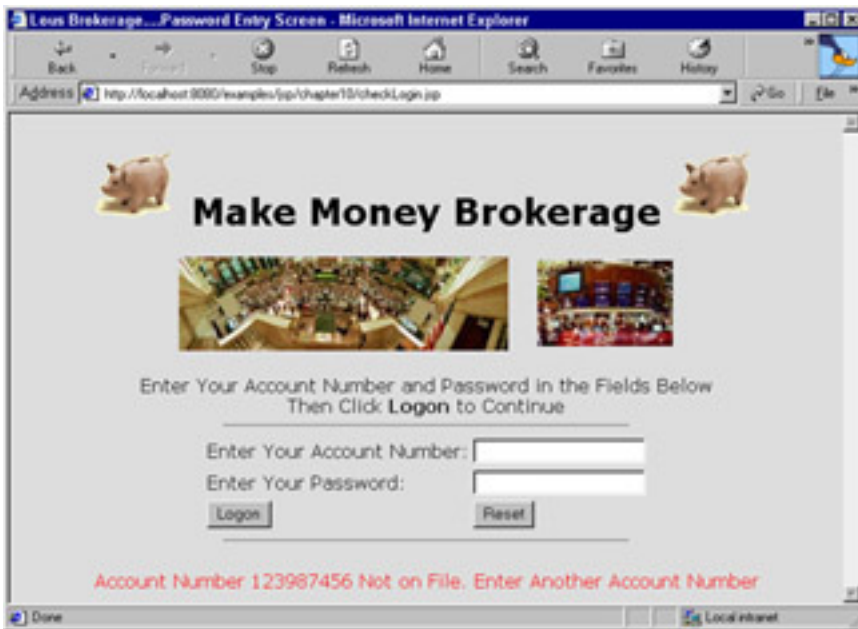 Lous Brokerage....Password Entry Screen - Microsoft Internet Explorer
Back Forward Stop Refresh Home Search Favorites History
Address http://localhost:8080/examples/jsp/chapter10/checkLogin.jsp Go File
Make Money Brokerage
Enter Your Account Number and Password in the Fields Below
Then Click Logon to Continue
Enter Your Account Number:
Enter Your Password:
Logon Reset
Account Number 123987456 Not on File. Enter Another Account Number
Done Local intranet